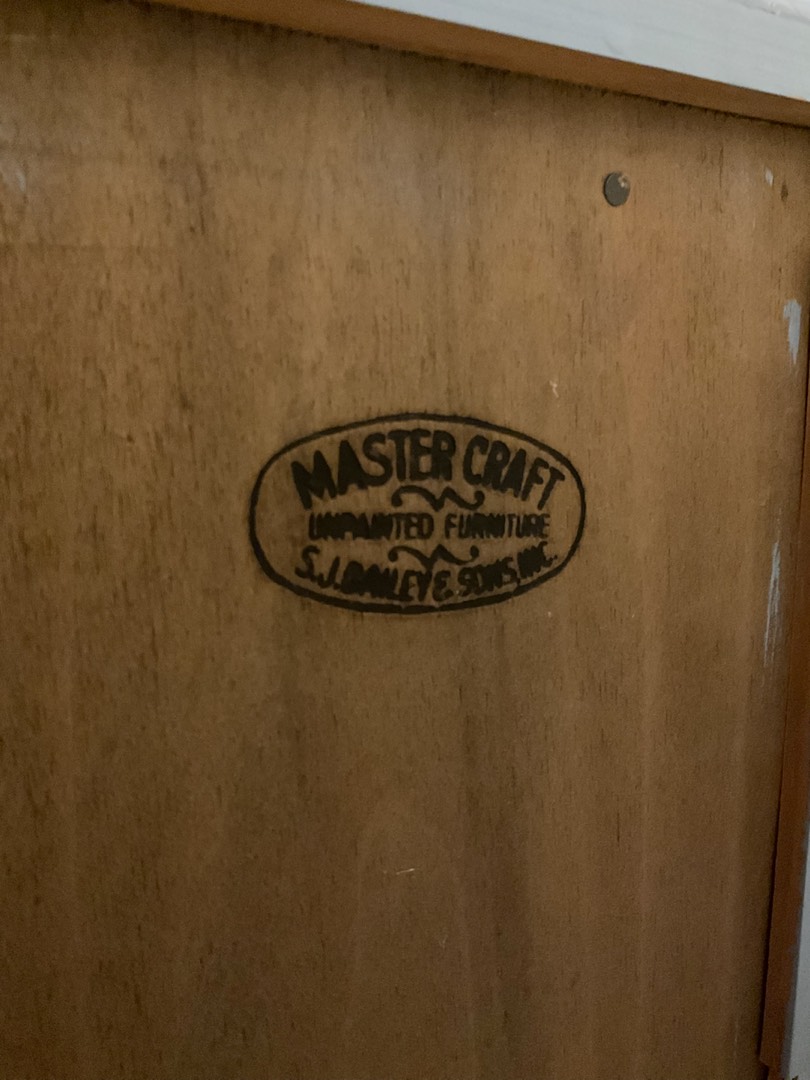 MASTER CRAFT
UNPAINTED FURNITURE
S.J. BAILEY & SONS, INC.